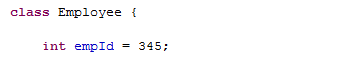 class Employee {
int empId = 345;